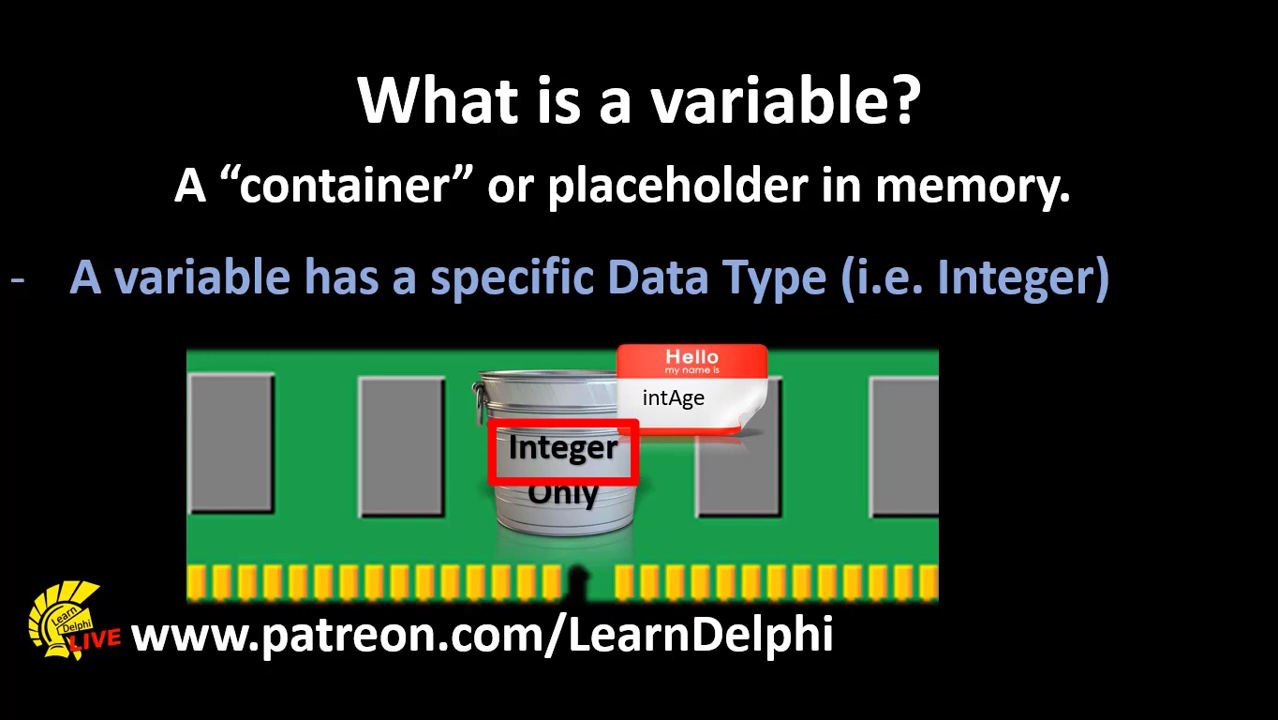 What is a variable?
A “container” or placeholder in memory.
- A variable has a specific Data Type (i.e. Integer)
Hello
my name is
intAge
Integer
Only
Learn
Delphi
LIVE
www.patreon.com/LearnDelphi